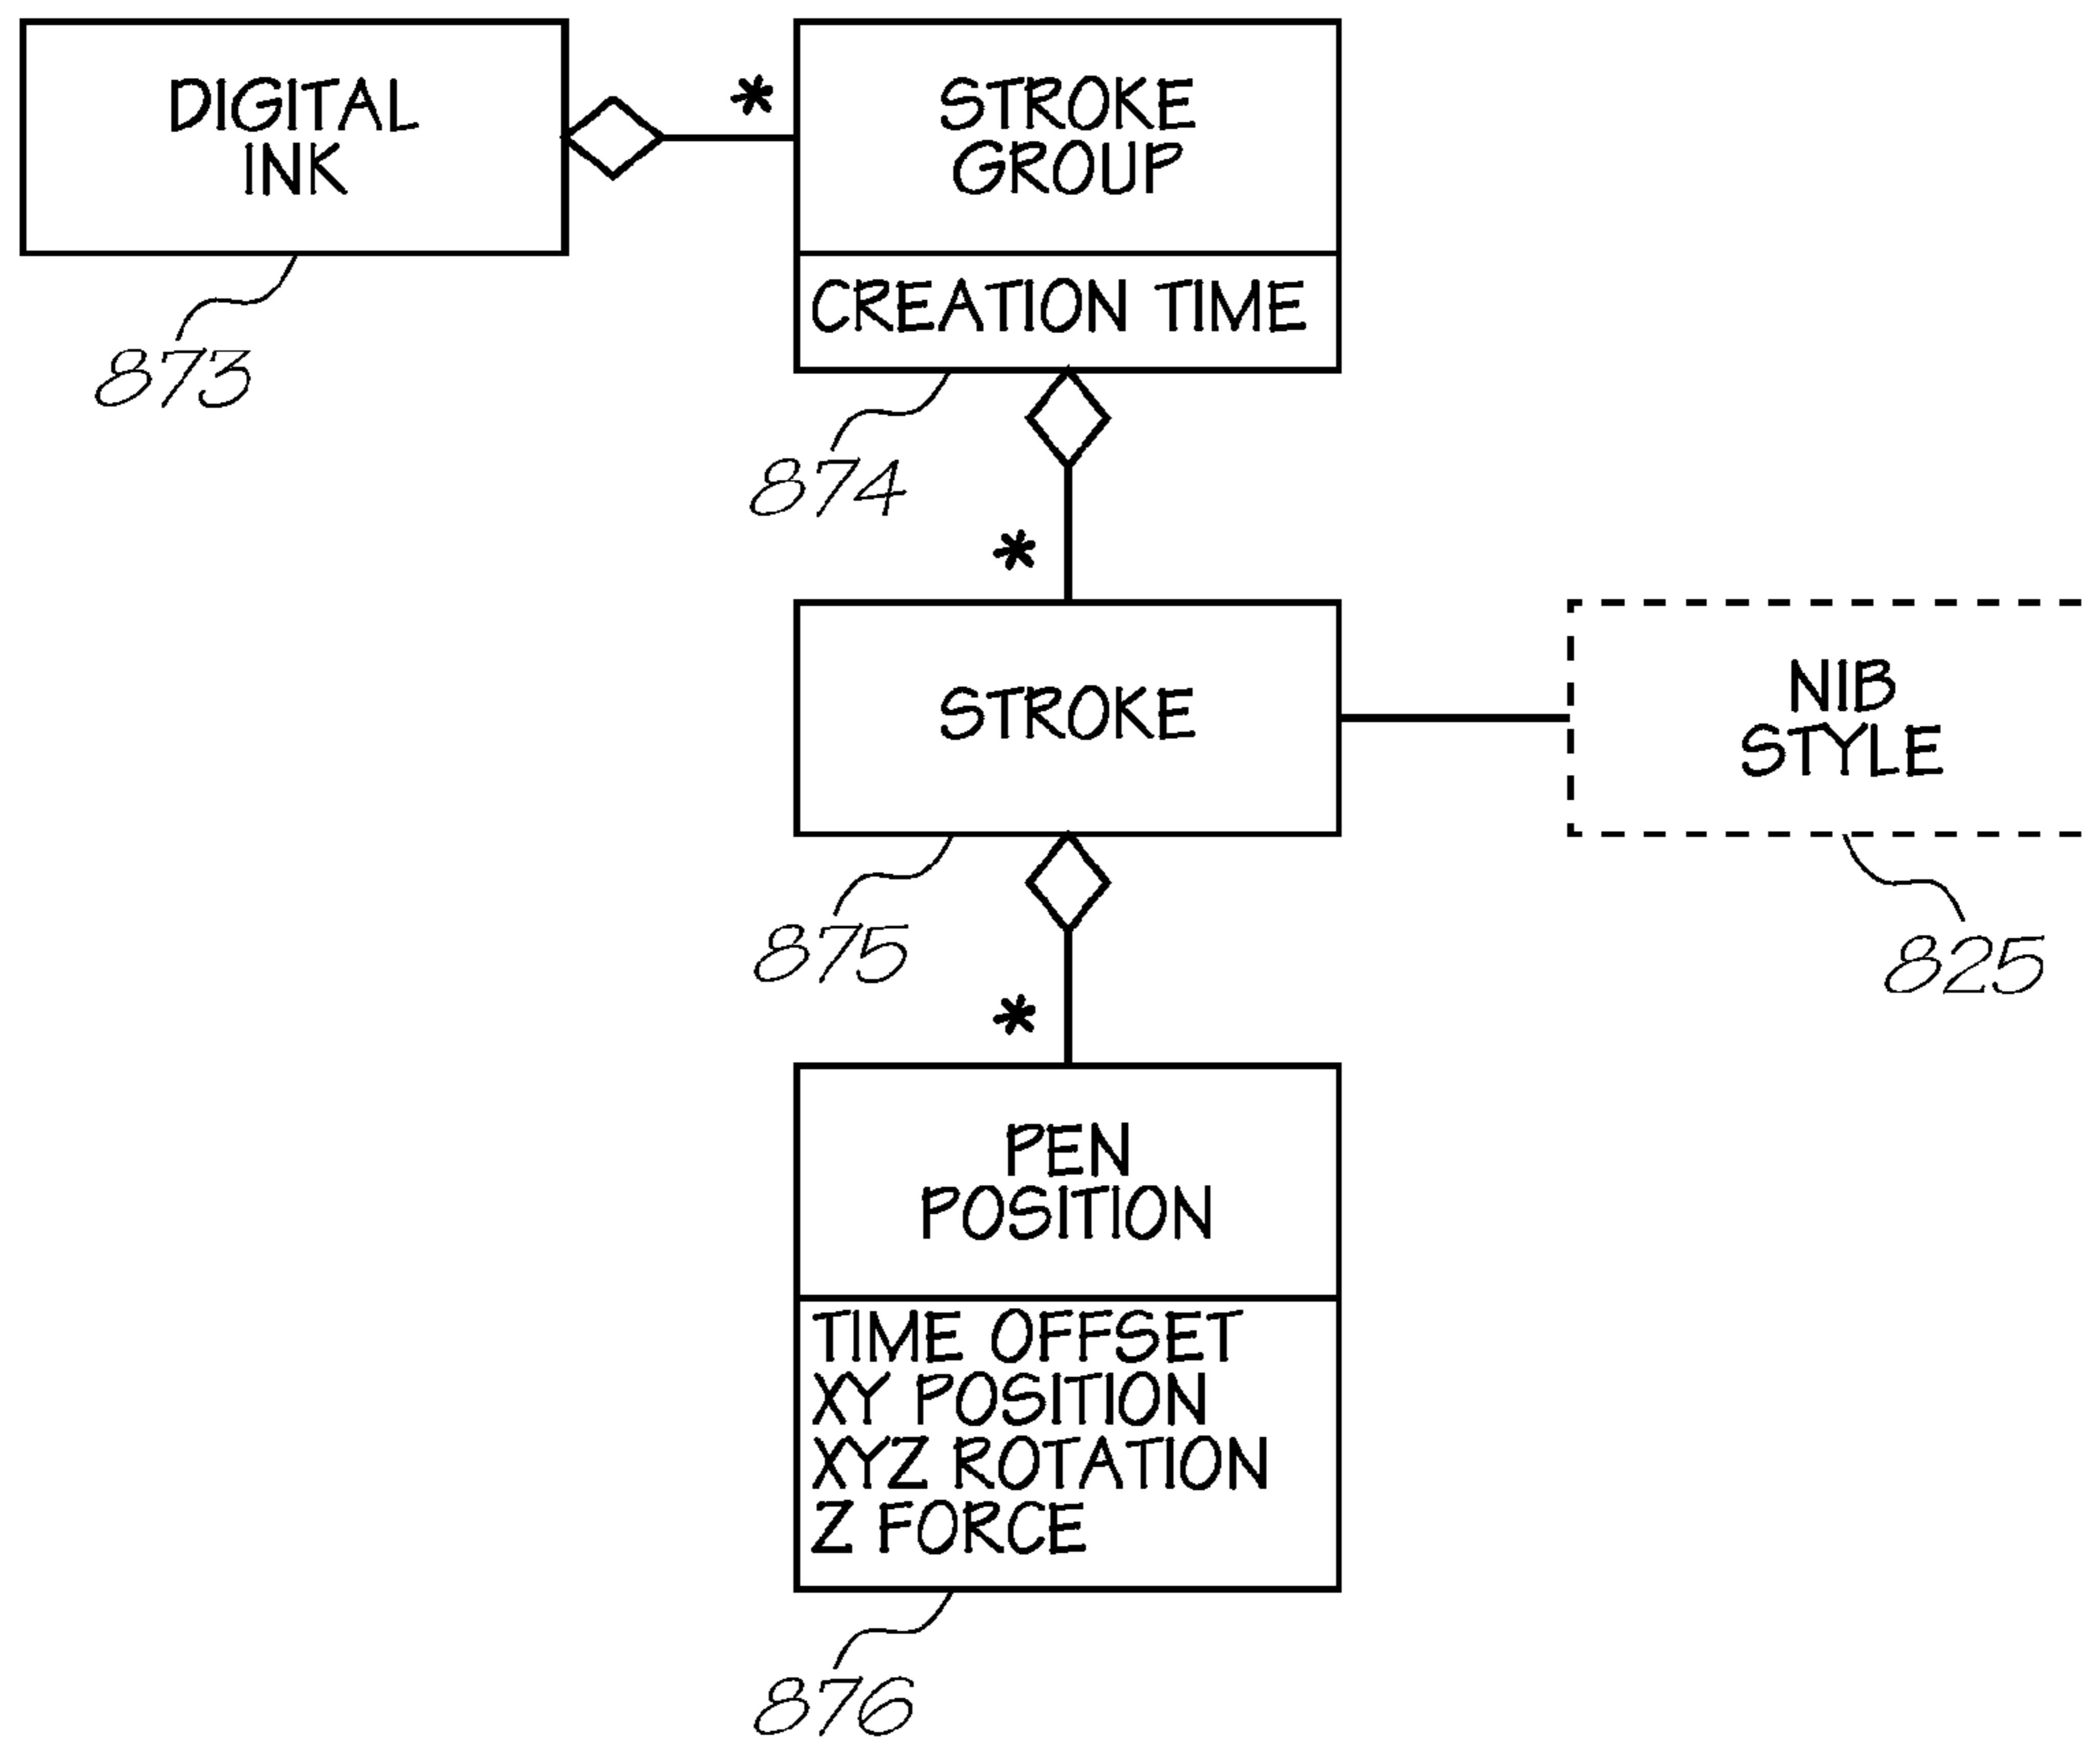 DIGITAL
INK
873
*
STROKE
GROUP
CREATION TIME
874
*
STROKE
875
NIB
STYLE
825
*
PEN
POSITION
TIME OFFSET
XY POSITION
XYZ ROTATION
Z FORCE
876